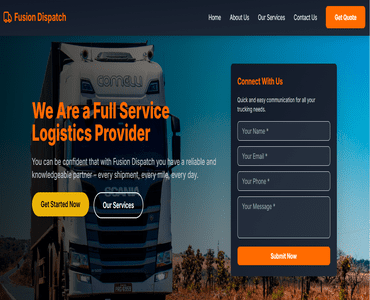 Fusion Dispatch
Home About Us Our Services Contact Us Get Quote
We Are a Full Service
Logistics Provider
You can be confident that with Fusion Dispatch you have a reliable and
knowledgeable partner – every shipment, every mile, every day.
Get Started Now
Our Services
Connect With Us
Quick and easy communication for all your
trucking needs.
Your Name *
Your Email *
Your Phone *
Your Message *
Submit Now
SCANIA